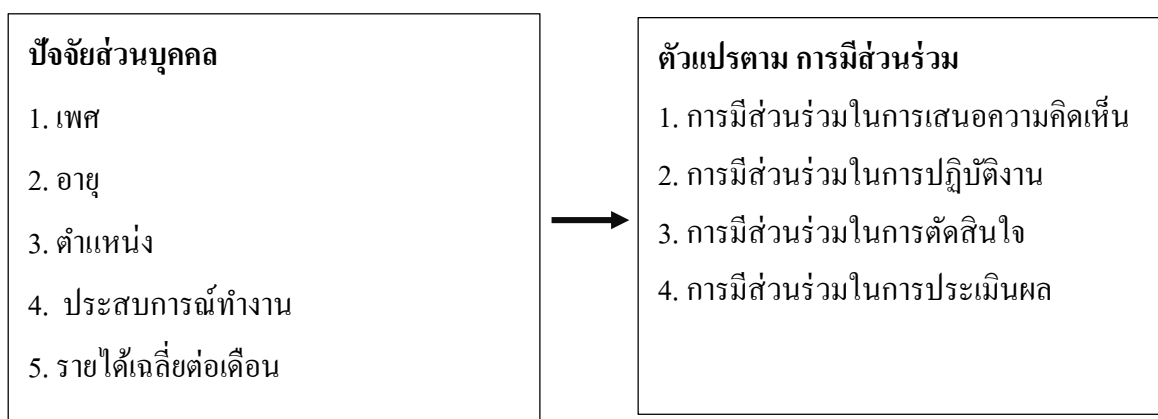 ปัจจัยส่วนบุคคล
1. เพศ
2. อายุ
3. ตำแหน่ง
4. ประสบการณ์ทำงาน
5. รายได้เฉลี่ยต่อเดือน
ตัวแปรตาม การมีส่วนร่วม
1. การมีส่วนร่วมในการเสนอความคิดเห็น
2. การมีส่วนร่วมในการปฏิบัติงาน
3. การมีส่วนร่วมในการตัดสินใจ
4. การมีส่วนร่วมในการประเมินผล